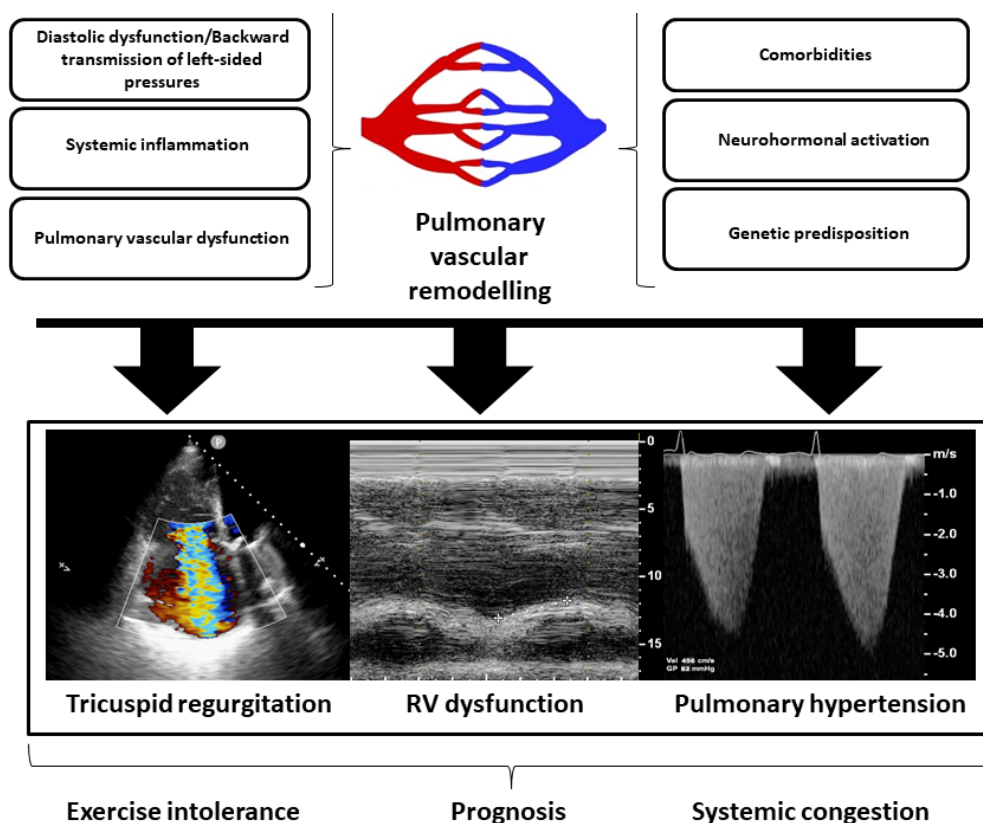 Diastolic dysfunction/Backward
transmission of left-sided
pressures
Systemic inflammation
Pulmonary vascular dysfunction
Pulmonary
vascular
remodelling
Comorbidities
Neurohormonal activation
Genetic predisposition
P
0
5
10
15
m/s
-1.0
-2.0
-3.0
-4.0
-5.0
Vel 456 cm/s
GP 82 mmHg
Tricuspid regurgitation
RV dysfunction
Pulmonary hypertension
Exercise intolerance
Prognosis
Systemic congestion